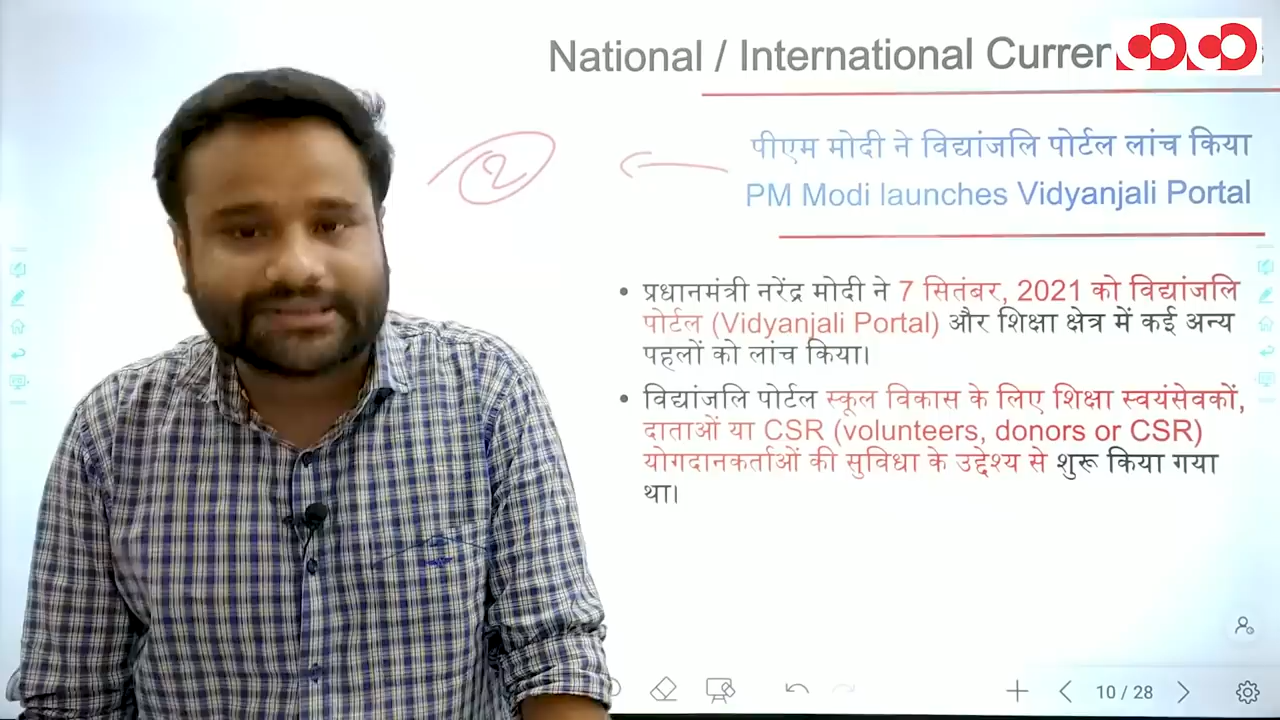 National / International Curren
पीएम मोदी ने विद्यांजलि पोर्टल लांच किया
2
PM Modi launches Vidyanjali Portal
• प्रधानमंत्री नरेंद्र मोदी ने 7 सितंबर, 2021 को विद्यांजलि
पोर्टल (Vidyanjali Portal) और शिक्षा क्षेत्र में कई अन्य
पहलों को लांच किया।
• विद्यांजलि पोर्टल स्कूल विकास के लिए शिक्षा स्वयंसेवकों,
दाताओं या CSR (volunteers, donors or CSR)
योगदानकर्ताओं की सुविधा के उद्देश्य से शुरू किया गया
था।
10 / 28